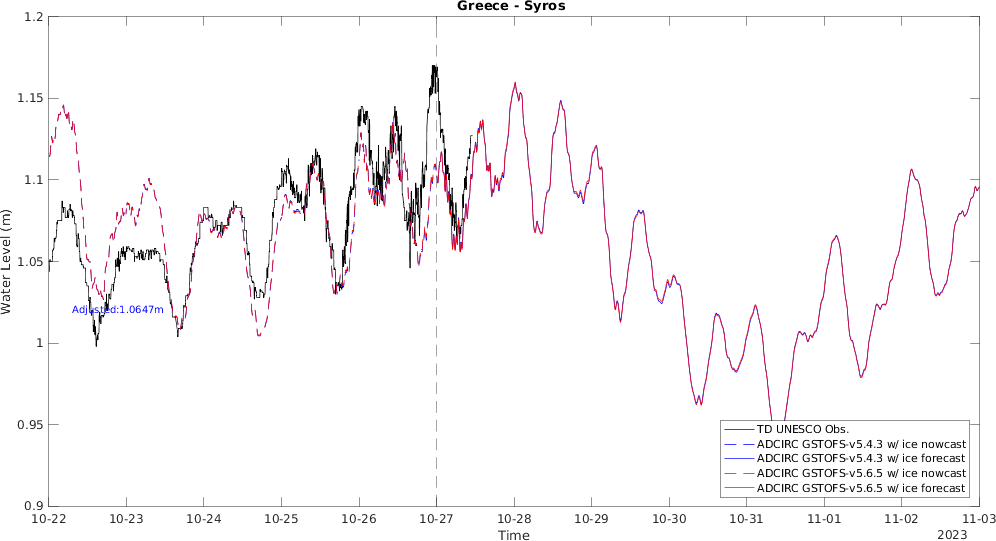 Greece - Syros
1.2
1.15
1.1
1.05
1
0.95
0.9
Water Level (m)
Adjusted:1.0647m
TD UNESCO Obs.
ADCIRC GSTOFS-v5.4.3 w/ ice nowcast
ADCIRC GSTOFS-v5.4.3 w/ ice forecast
ADCIRC GSTOFS-v5.6.5 w/ ice nowcast
ADCIRC GSTOFS-v5.6.5 w/ ice forecast
10-22 10-23 10-24 10-25 10-26 10-27 10-28 10-29 10-30 10-31 11-01 11-02 11-03
Time
2023